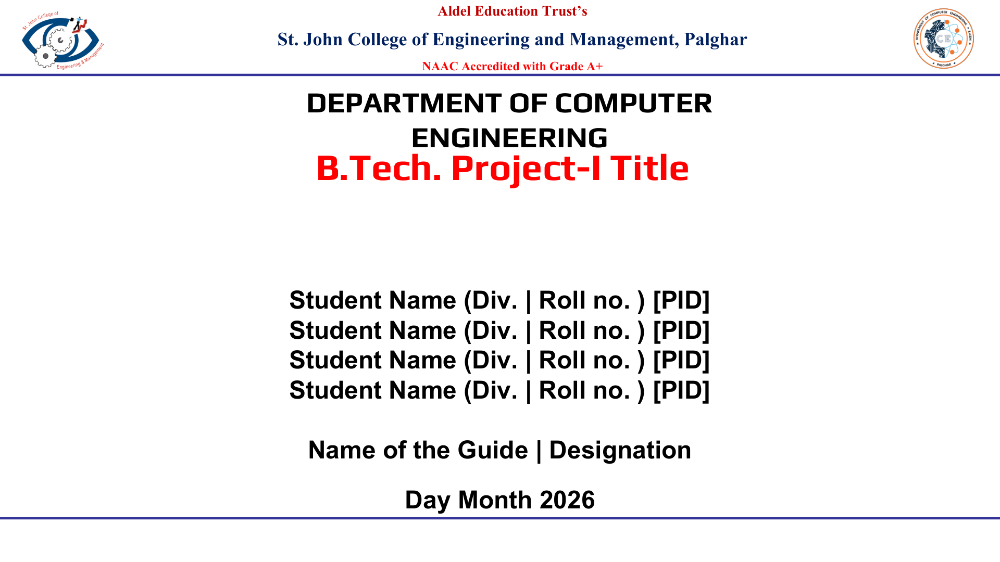 St. John College of
Engineering & Management
Aldel Education Trust’s
St. John College of Engineering and Management, Palghar
NAAC Accredited with Grade A+
DEPARTMENT OF COMPUTER ENGINEERING ★ SJCEM ★
CE
★ PALGHAR ★
DEPARTMENT OF COMPUTER
ENGINEERING
B.Tech. Project-I Title
Student Name (Div. | Roll no. ) [PID]
Student Name (Div. | Roll no. ) [PID]
Student Name (Div. | Roll no. ) [PID]
Student Name (Div. | Roll no. ) [PID]
Name of the Guide | Designation
Day Month 2026